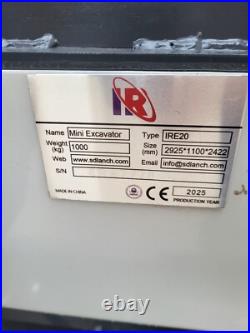 IR
Name Mini Excavator Type IRE20
Weight (kg) 1000 Size (mm) 2925*1100*2422
Web www.sdlanch.com Email info@sdlanch.com
S/N
MADE IN CHINA CE 2025
PRODUCTION YEAR